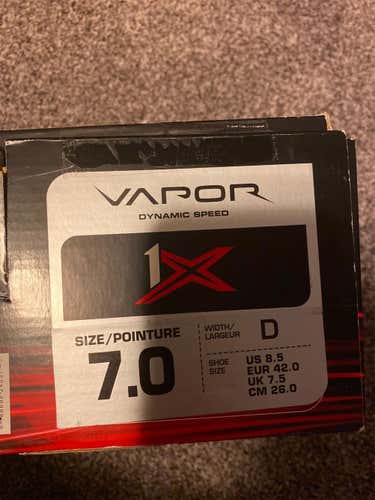 VAPOR
DYNAMIC SPEED
1X
SIZE/POINTURE
7.0
WIDTH/
LARGEUR
D
SHOE
SIZE
US 8.5
EUR 42.0
UK 7.5
CM 26.0